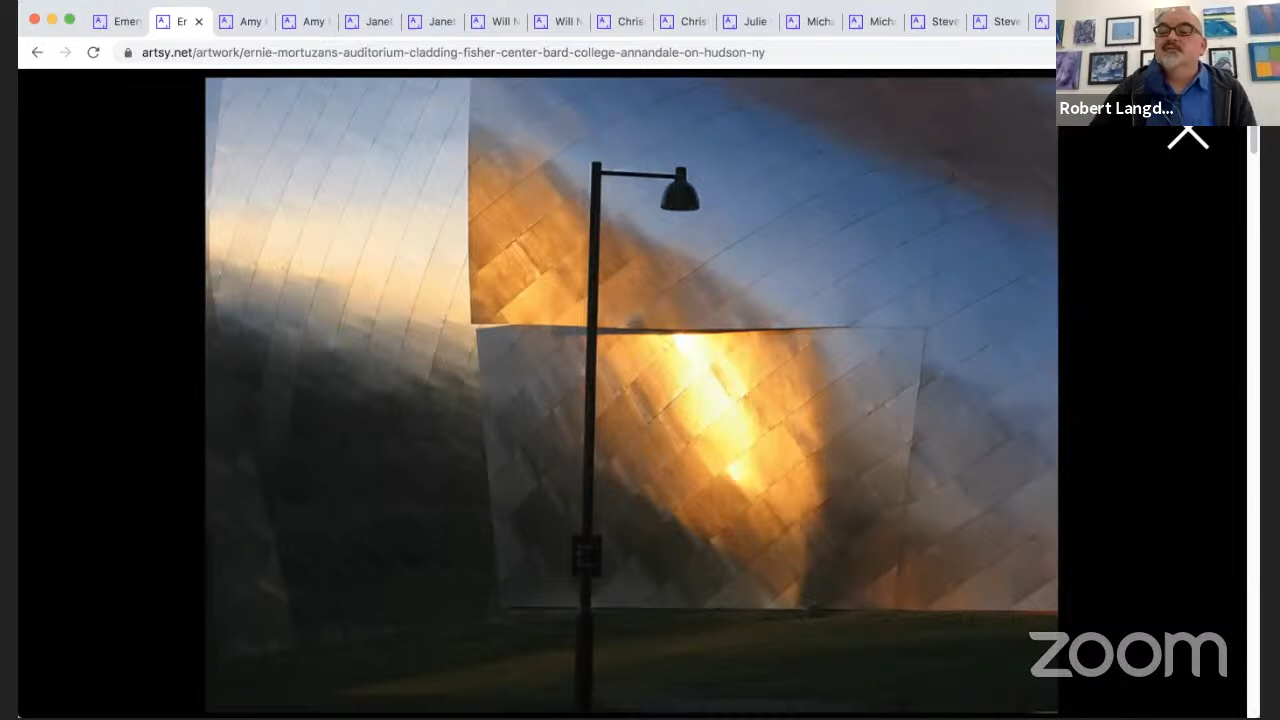 Emer
Er
Amy
Amy
Janet
Janet
Will N
Will N
Chris
Chris
Julie
Micha
Micha
Steve
Steve
artsy.net/artwork/ernie-mortuzans-auditorium-cladding-fisher-center-bard-college-annandale-on-hudson-ny
Robert Langd...
zoom